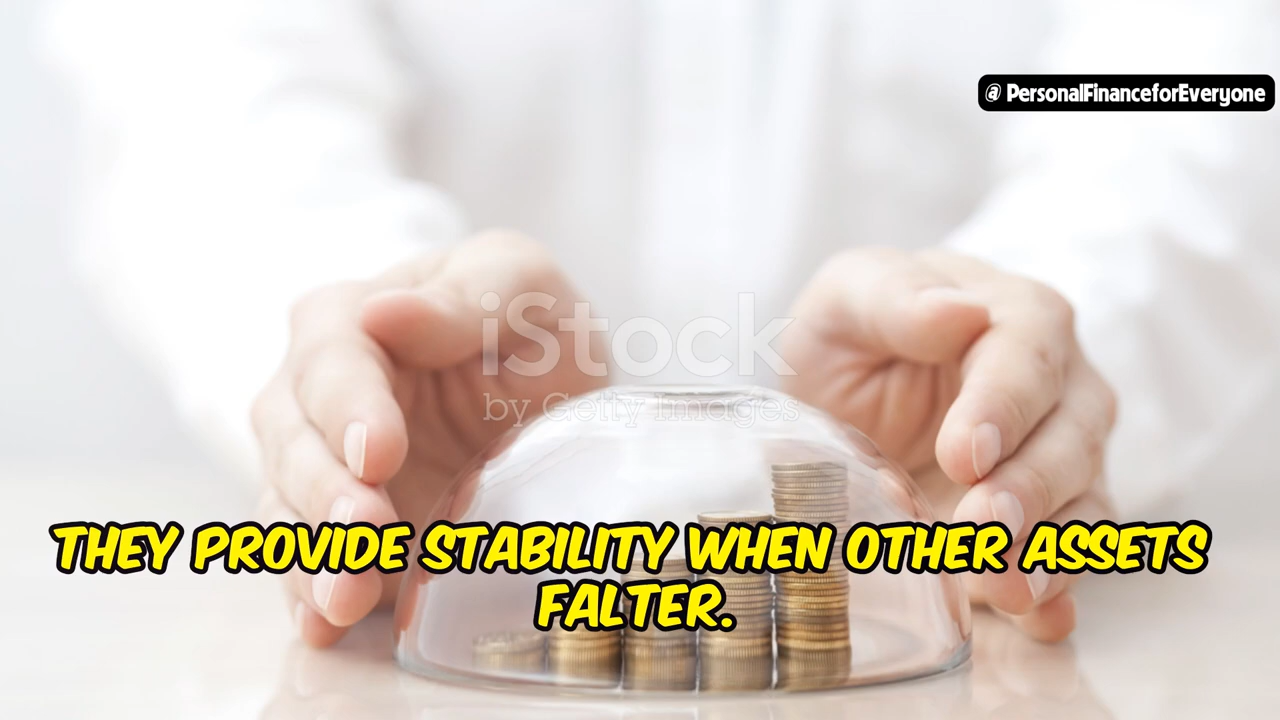 @ PersonalFinanceforEveryone
iStock
by Getty Images
THEY PROVIDE STABILITY WHEN OTHER ASSETS
FALTER.